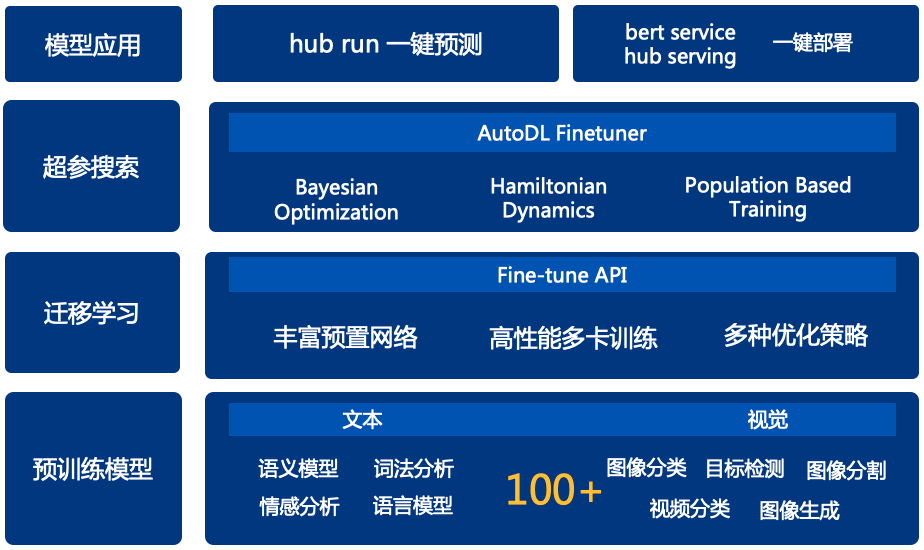 模型应用
hub run 一键预测
bert service
hub serving
一键部署
超参搜索
AutoDL Finetuner
Bayesian
Optimization
Hamiltonian
Dynamics
Population Based
Training
迁移学习
Fine-tune API
丰富预置网络
高性能多卡训练
多种优化策略
预训练模型
文本
视觉
语义模型 词法分析
情感分析 语言模型
100+
图像分类 目标检测 图像分割
视频分类 图像生成